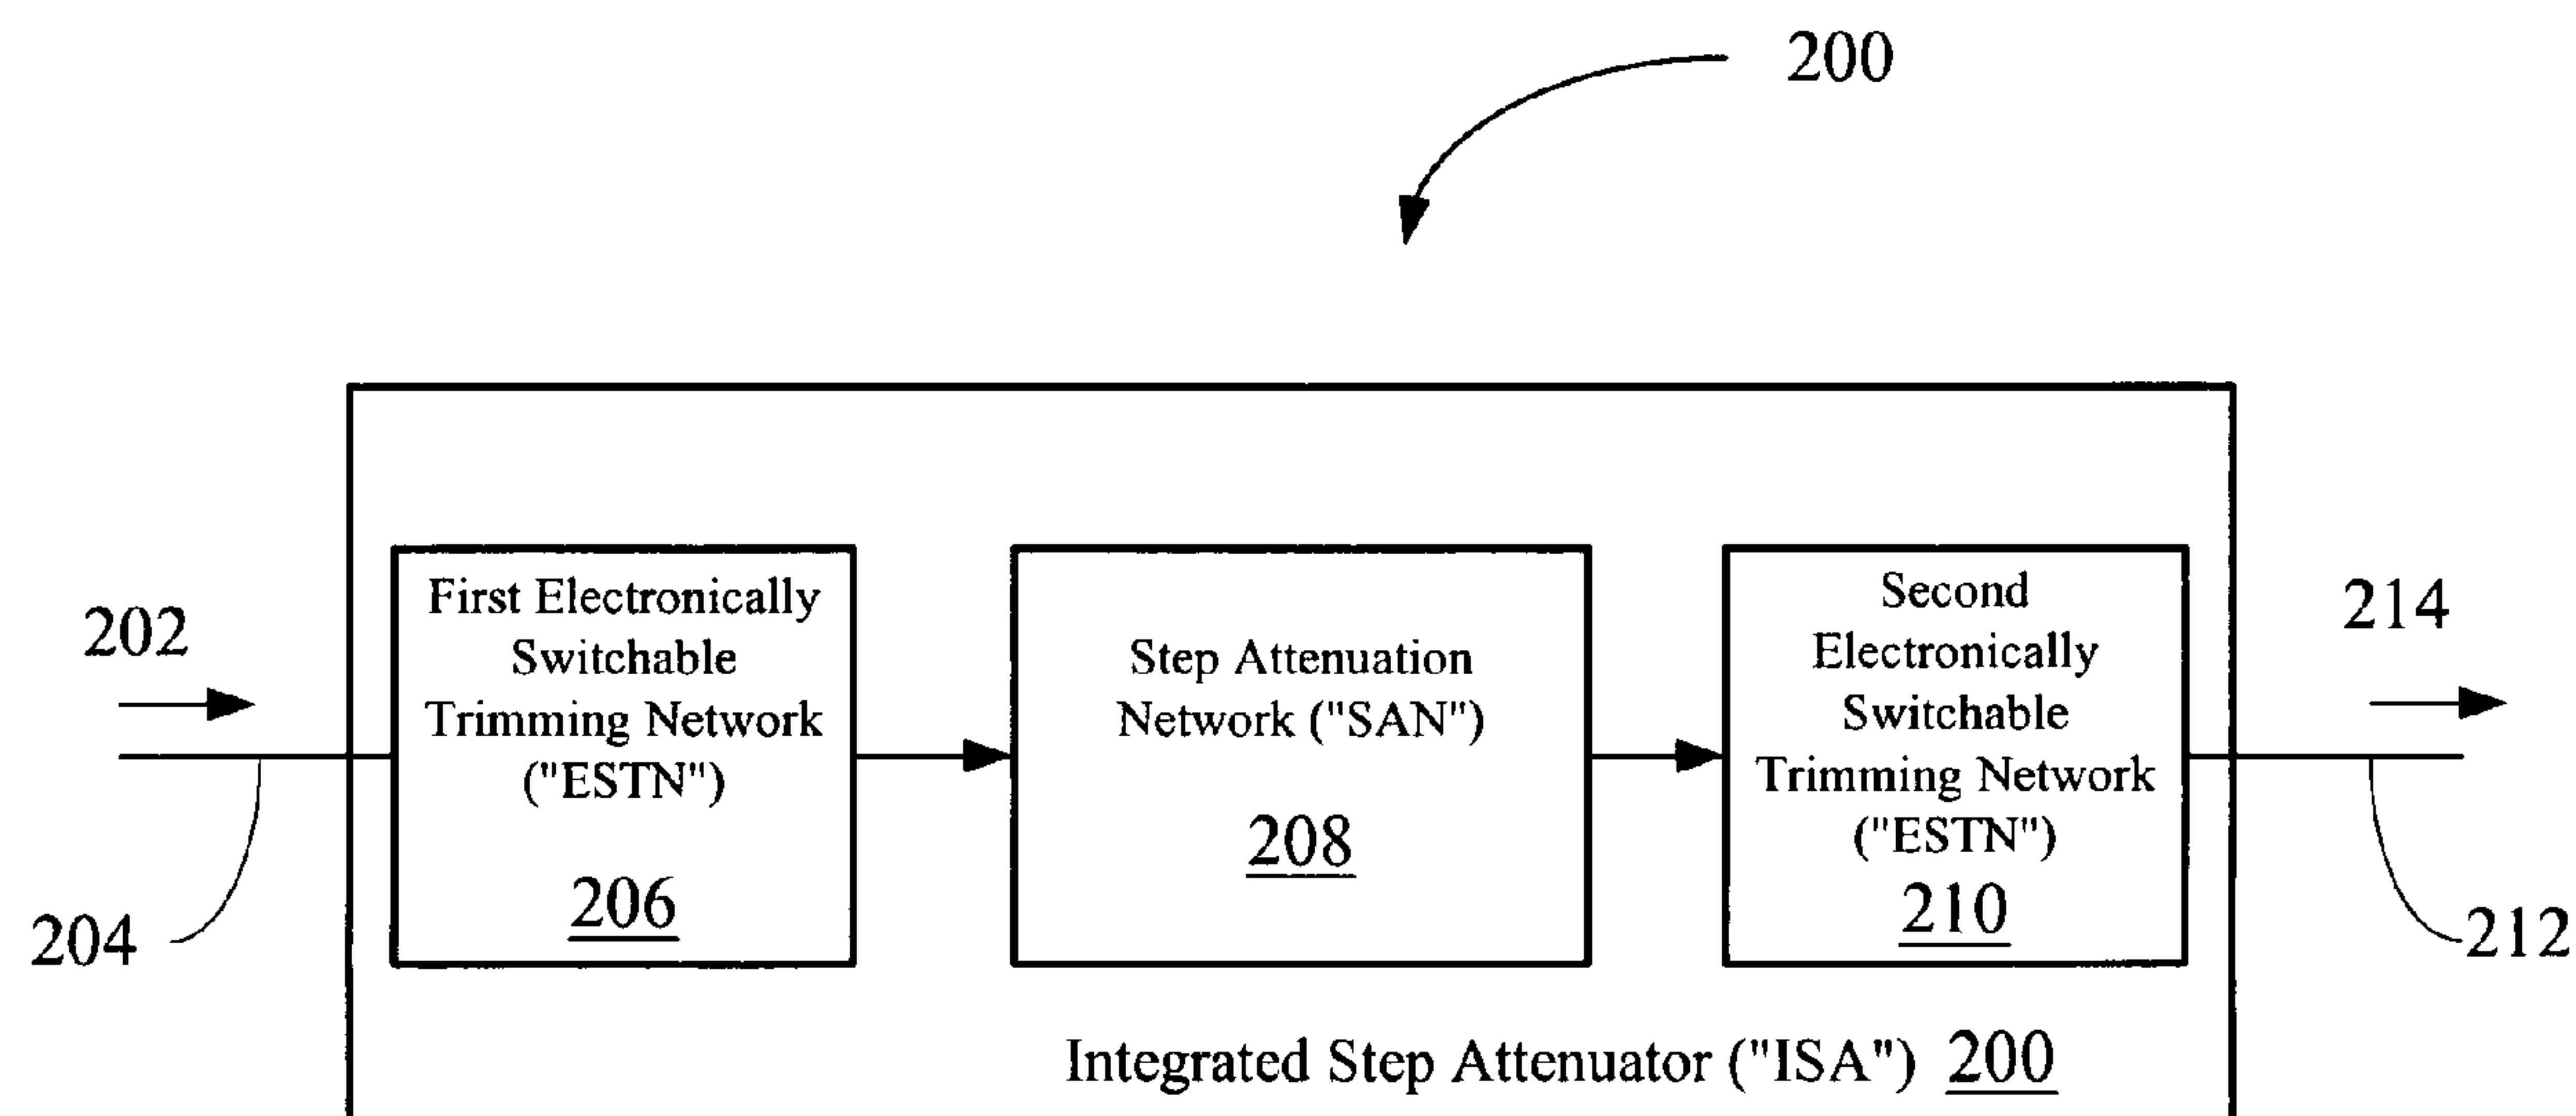 200
202
204
First Electronically
Switchable
Trimming Network
("ESTN")
206
Step Attenuation
Network ("SAN")
208
Second
Electronically
Switchable
Trimming Network
("ESTN")
210
214
212
Integrated Step Attenuator ("ISA") 200